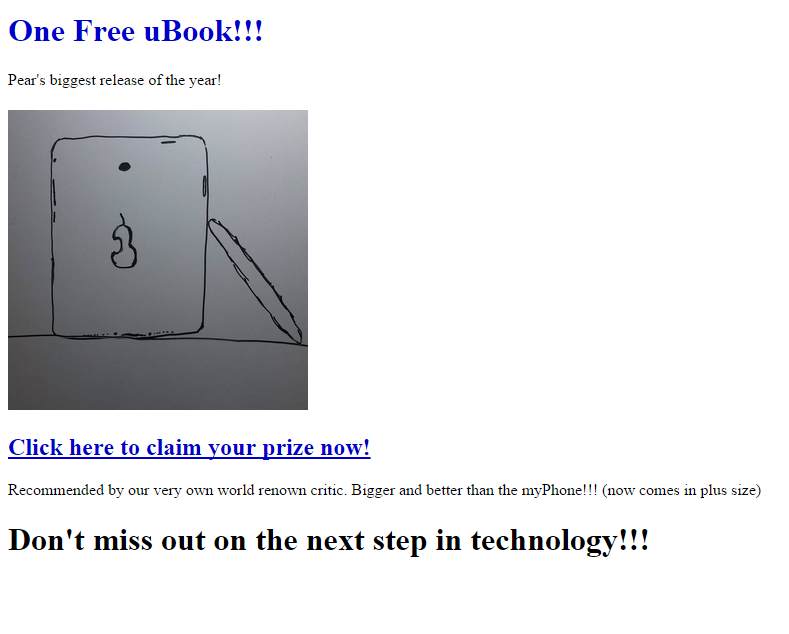 One Free uBook!!!
Pear's biggest release of the year!
Click here to claim your prize now!
Recommended by our very own world renown critic. Bigger and better than the myPhone!!! (now comes in plus size)
Don't miss out on the next step in technology!!!